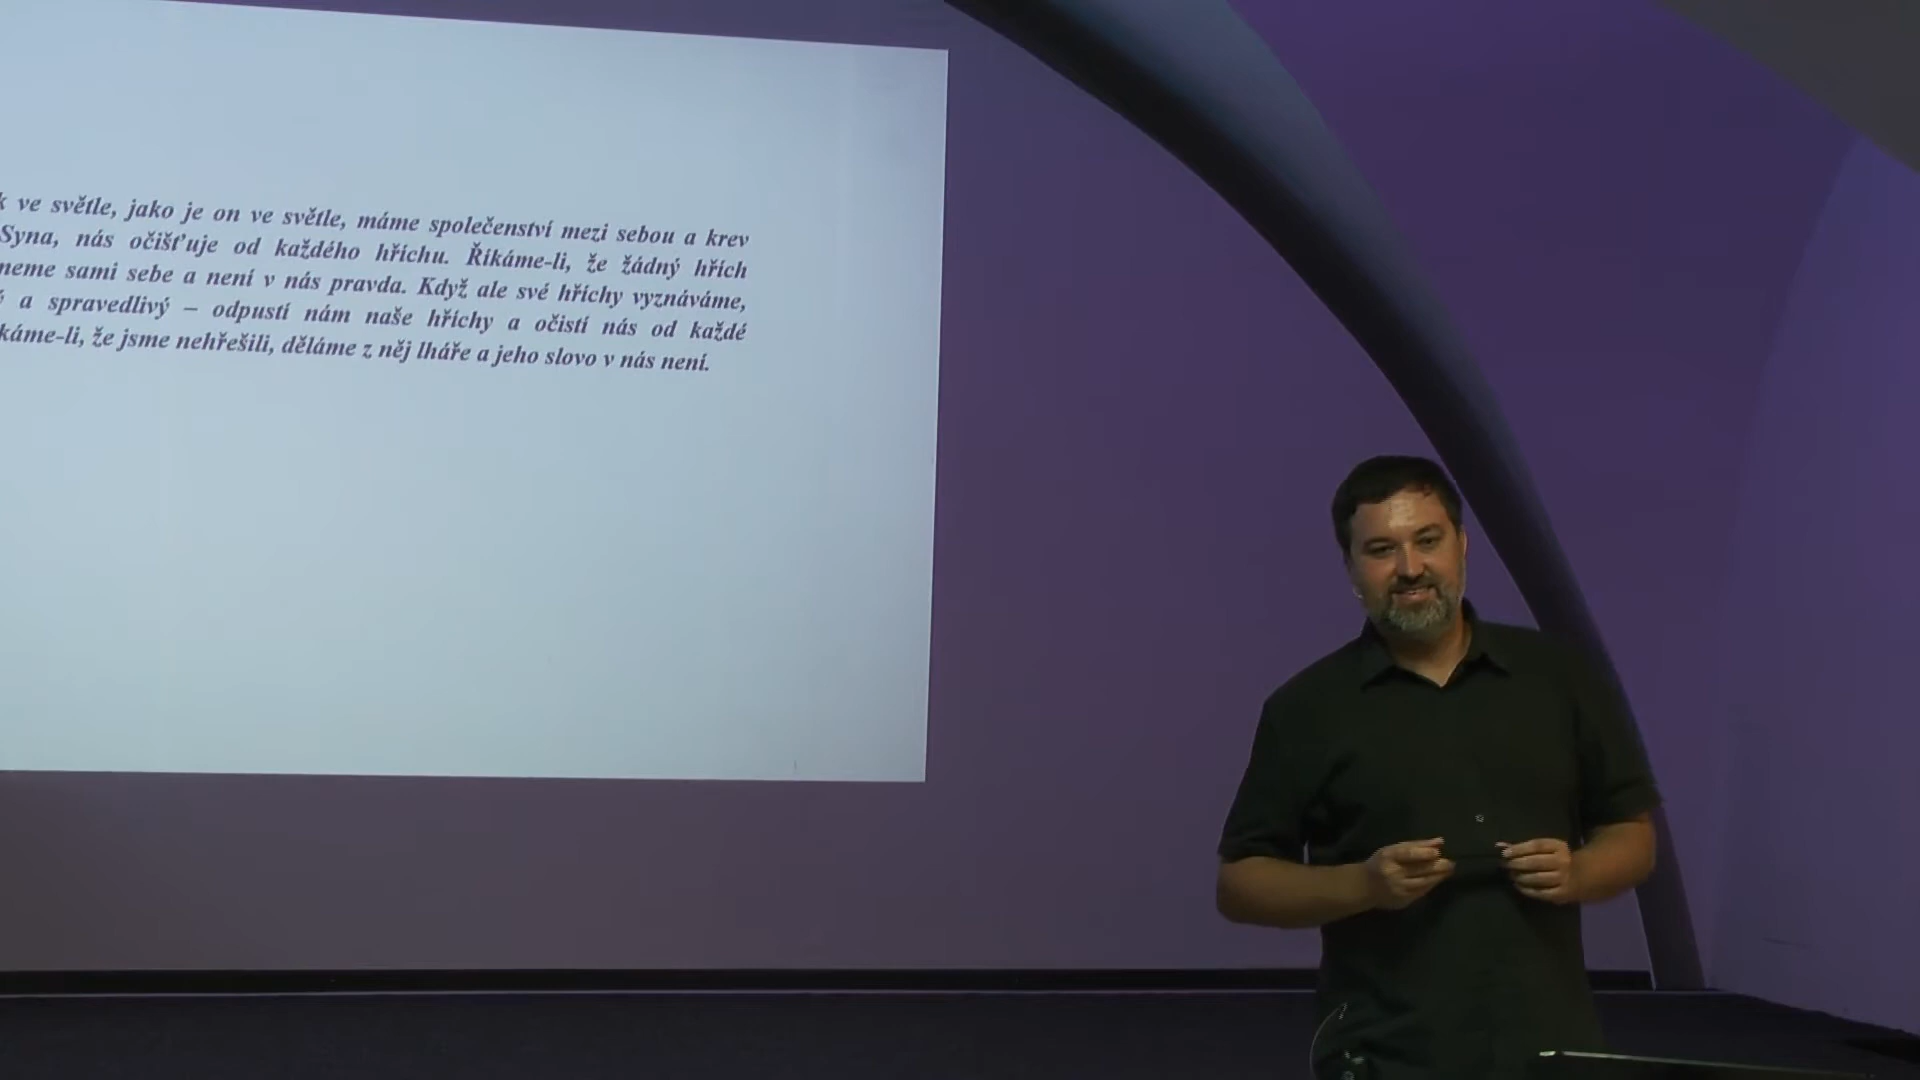 ve světle, jako je on ve světle, máme společenství mezi sebou a krev
Syna, nás očišťuje od každého hříchu. Říkáme-li, že žádný hřích
neme sami sebe a není v nás pravda. Když ale své hříchy vyznáváme,
a spravedlivý – odpustí nám naše hříchy a očistí nás od každé
káme-li, že jsme nehřešili, děláme z něj lháře a jeho slovo v nás není.